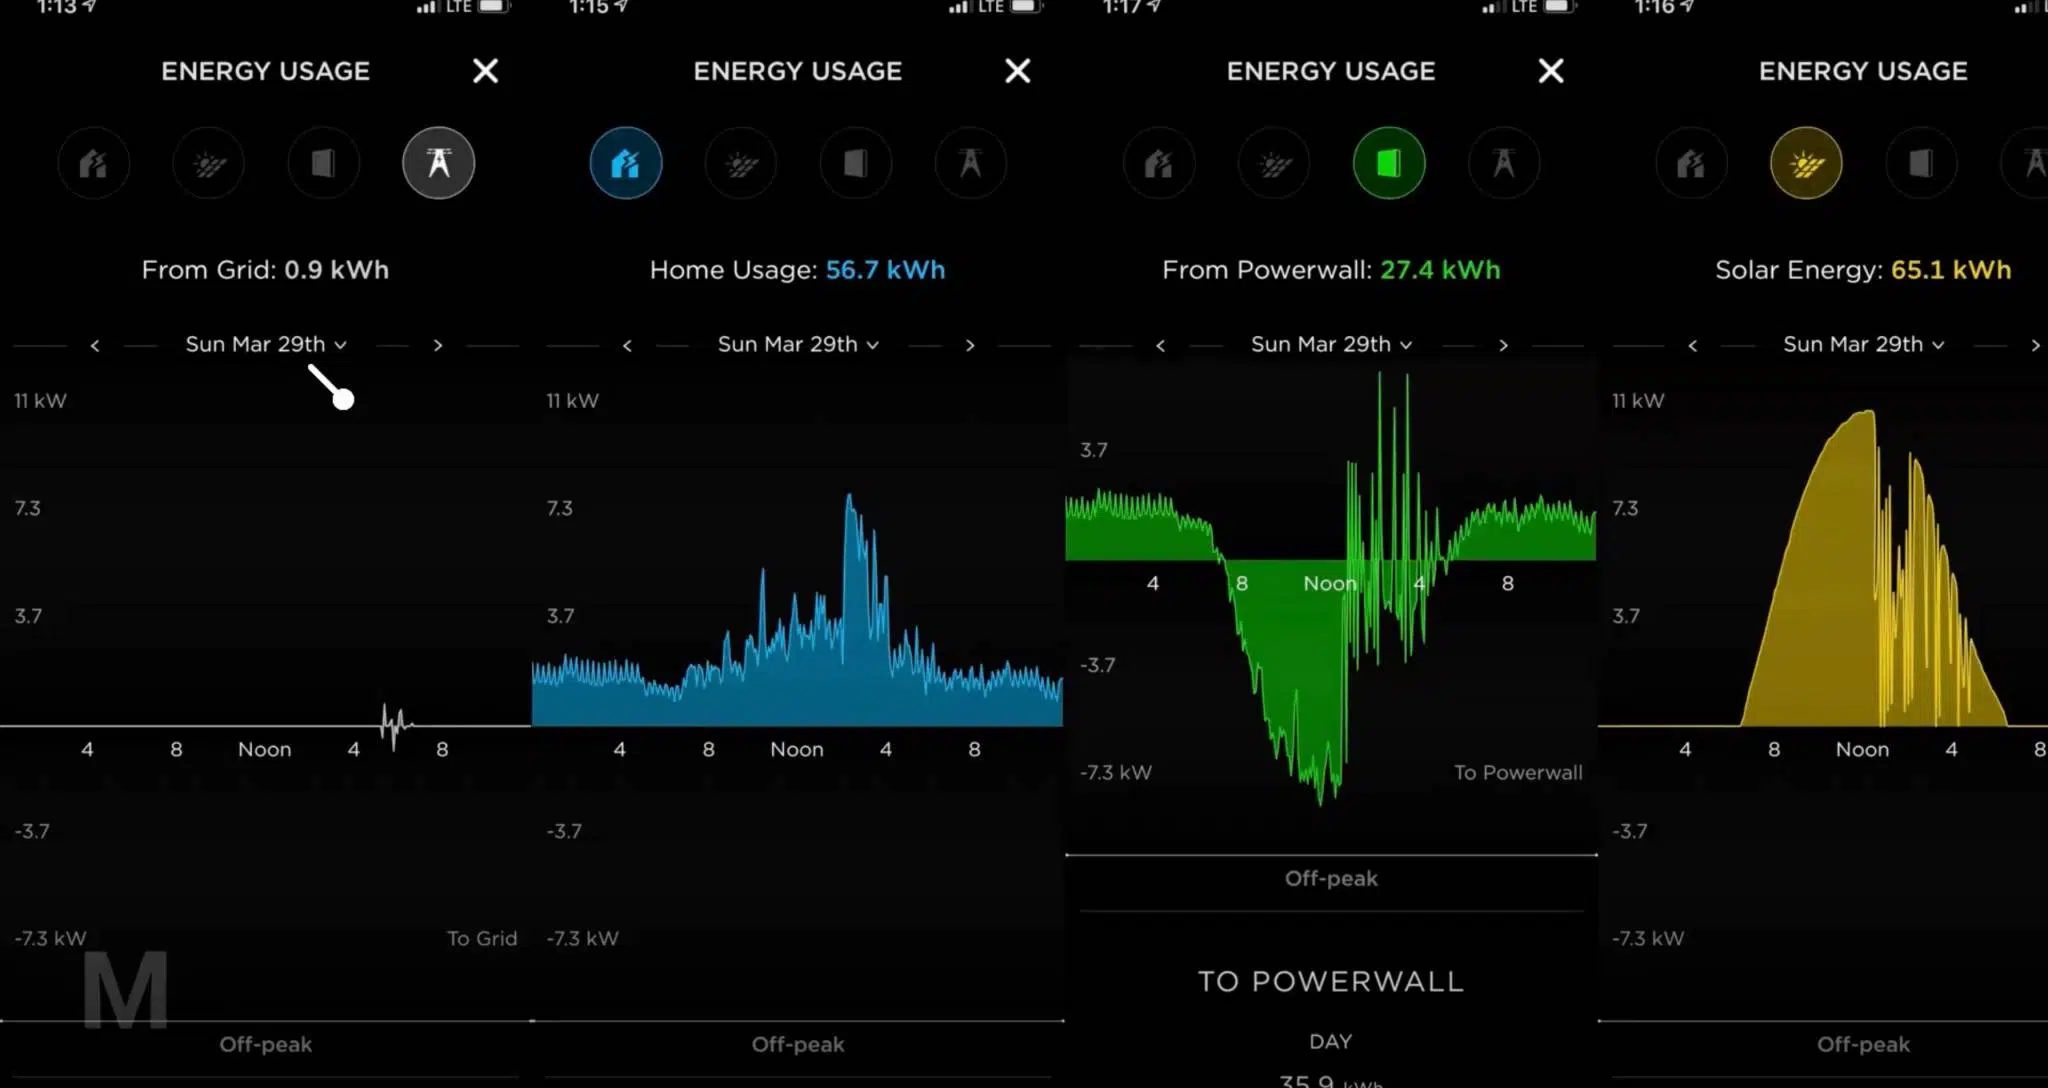 1:13
LTE
ENERGY USAGE
From Grid: 0.9 kWh
Sun Mar 29th
11 kW
7.3
3.7
4 8 Noon 4 8
-3.7
-7.3 kW To Grid
M
Off-peak
1:15
LTE
ENERGY USAGE
Home Usage: 56.7 kWh
Sun Mar 29th
11 kW
7.3
3.7
4 8 Noon 4 8
-3.7
-7.3 kW
Off-peak
1:17
LTE
ENERGY USAGE
From Powerwall: 27.4 kWh
Sun Mar 29th
3.7
4 8 Noon 4 8
-3.7
-7.3 kW To Powerwall
Off-peak
TO POWERWALL
DAY
35.9 kWh
1:16
ENERGY USAGE
Solar Energy: 65.1 kWh
Sun Mar 29th
11 kW
7.3
3.7
4 8 Noon 4 8
-3.7
-7.3 kW
Off-peak